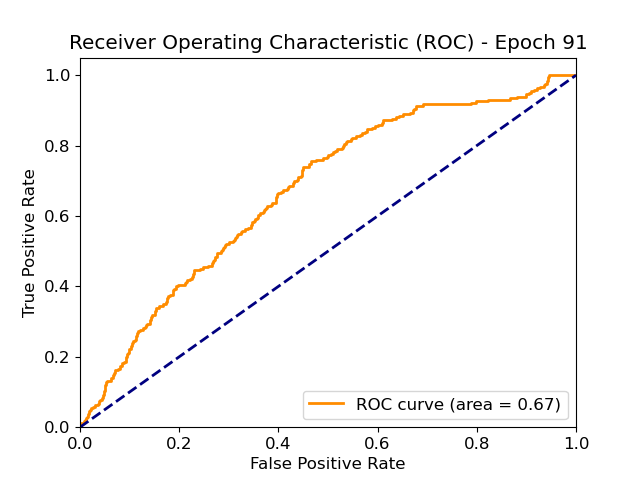 Receiver Operating Characteristic (ROC) - Epoch 91
True Positive Rate
1.0
0.8
0.6
0.4
0.2
0.0
0.0 0.2 0.4 0.6 0.8 1.0
False Positive Rate
ROC curve (area = 0.67)